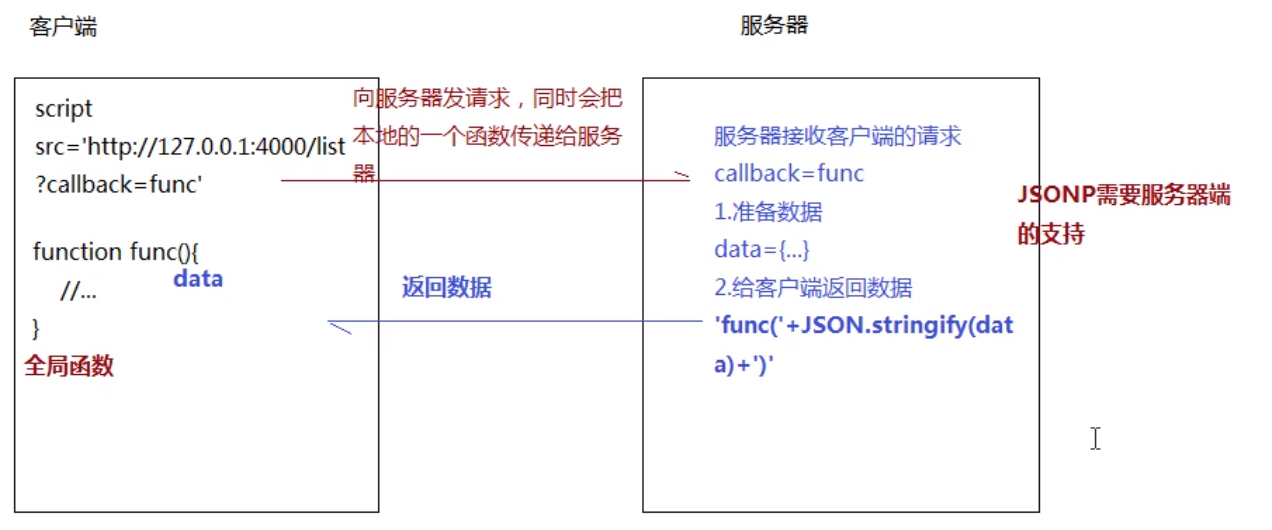 客户端
服务器
script
src='http://127.0.0.1:4000/list
?callback=func'
function func(){
data
//...
}
全局函数
向服务器发请求，同时会把
本地的一个函数传递给服务
器
返回数据
服务器接收客户端的请求
callback=func
1.准备数据
data={...}
2.给客户端返回数据
'func('+JSON.stringify(dat
a)+')'
JSONP需要服务器端
的支持